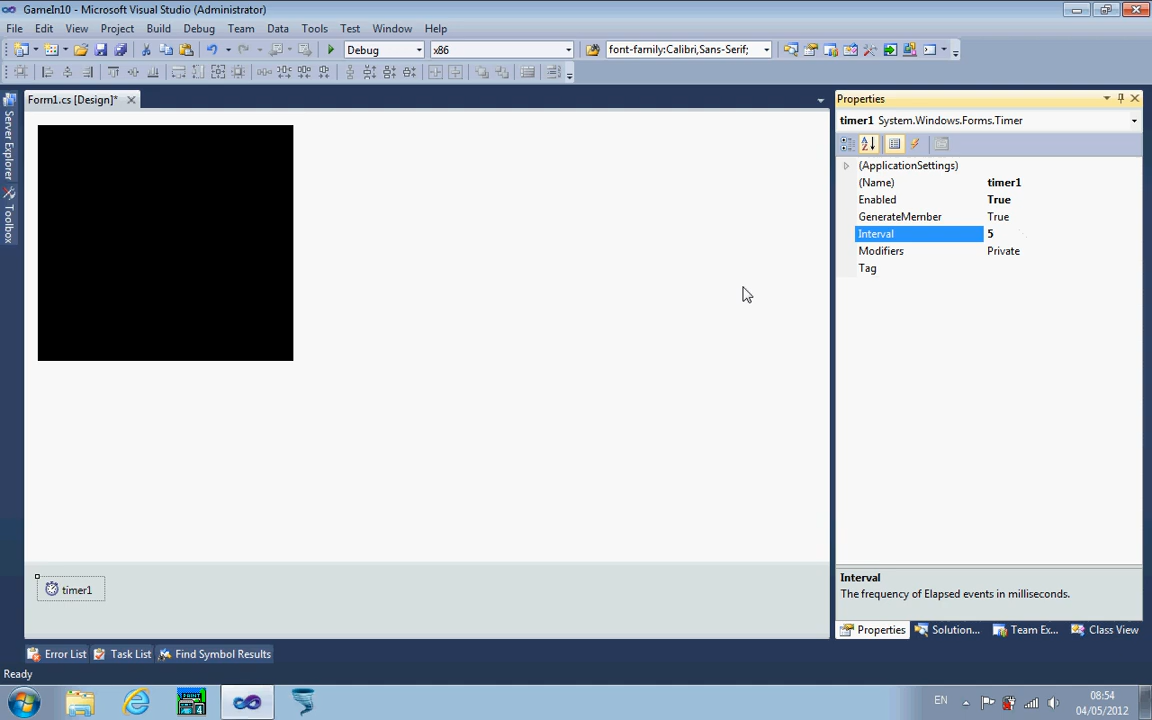 GameIn10 - Microsoft Visual Studio (Administrator)
File Edit View Project Build Debug Team Data Tools Test Window Help
Debug x86 font-family:Calibri,Sans-Serif;
Form1.cs [Design]*
Properties
Server Explorer
Toolbox
timer1 System.Windows.Forms.Timer
(ApplicationSettings)
(Name) timer1
Enabled True
GenerateMember True
Interval 5
Modifiers Private
Tag
Interval
The frequency of Elapsed events in milliseconds.
timer1
Properties Solution... Team Ex... Class View
Error List Task List Find Symbol Results
Ready
EN 08:54
04/05/2012